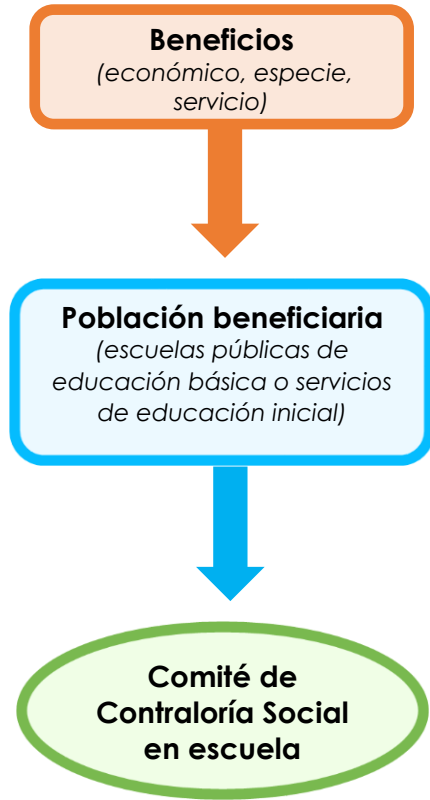 Beneficios
(económico, especie,
servicio)
Población beneficiaria
(escuelas públicas de
educación básica o servicios
de educación inicial)
Comité de
Contraloría Social
en escuela